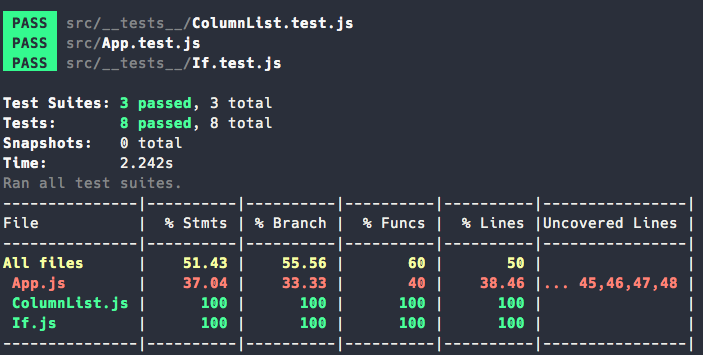 PASS src/__tests__/ColumnList.test.js
PASS src/App.test.js
PASS src/__tests__/If.test.js
Test Suites: 3 passed, 3 total
Tests:       8 passed, 8 total
Snapshots:   0 total
Time:        2.242s
Ran all test suites.
---------------|----------|----------|----------|----------|----------------|
File           |  % Stmts | % Branch |  % Funcs |  % Lines |Uncovered Lines |
---------------|----------|----------|----------|----------|----------------|
All files      |    51.43 |    55.56 |       60 |       50 |                |
 App.js        |    37.04 |    33.33 |       40 |    38.46 |... 45,46,47,48 |
 ColumnList.js |      100 |      100 |      100 |      100 |                |
 If.js         |      100 |      100 |      100 |      100 |                |
---------------|----------|----------|----------|----------|----------------|